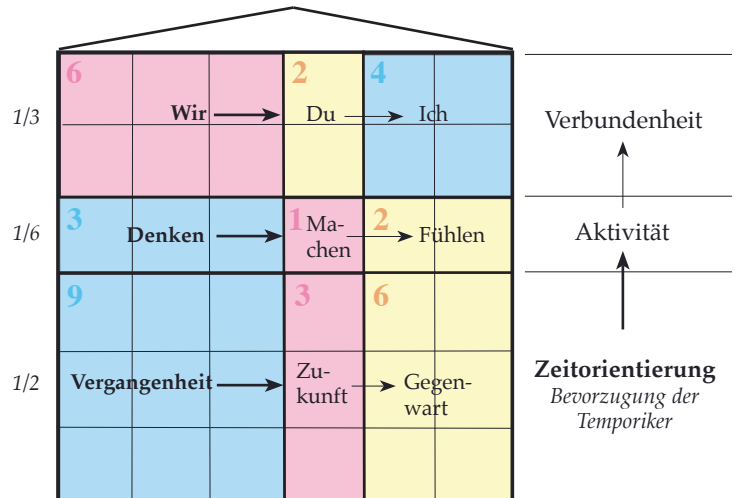 6 2 4
1/3 Wir Du Ich Verbundenheit
3 1 2
1/6 Denken Ma-
chen Fühlen Aktivität
9 3 6
1/2 Vergangenheit Zu-
kunft Gegen-
wart
Zeitorientierung
Bevorzugung der
Temporiker